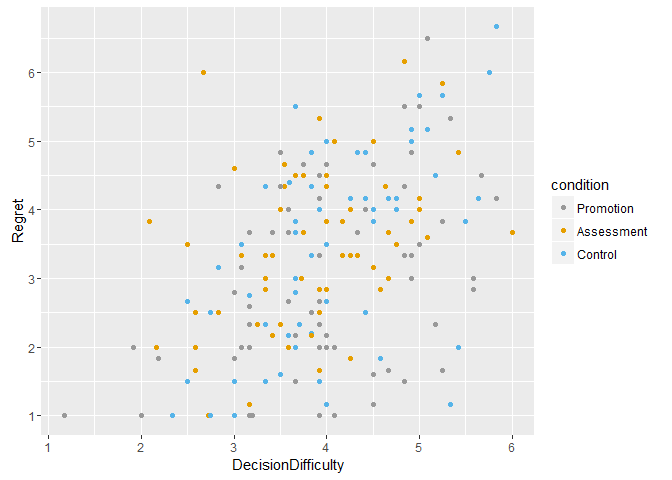 6
5
4
3
2
1
Regret
1 2 3 4 5 6
DecisionDifficulty
condition
Promotion
Assessment
Control